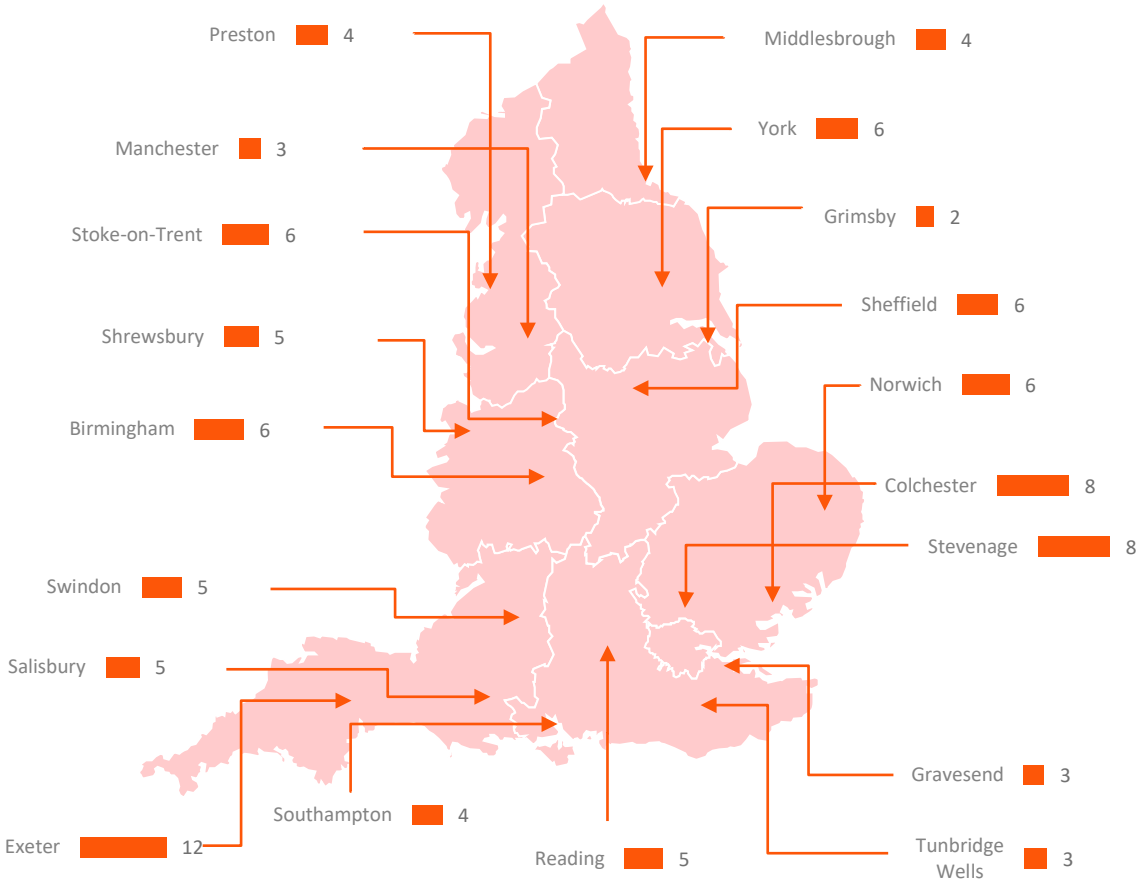 Preston 4
Middlesbrough 4
York 6
Manchester 3
Grimsby 2
Stoke-on-Trent 6
Sheffield 6
Shrewsbury 5
Norwich 6
Birmingham 6
Colchester 8
Stevenage 8
Swindon 5
Salisbury 5
Gravesend 3
Southampton 4
Exeter 12
Reading 5
Tunbridge
Wells 3